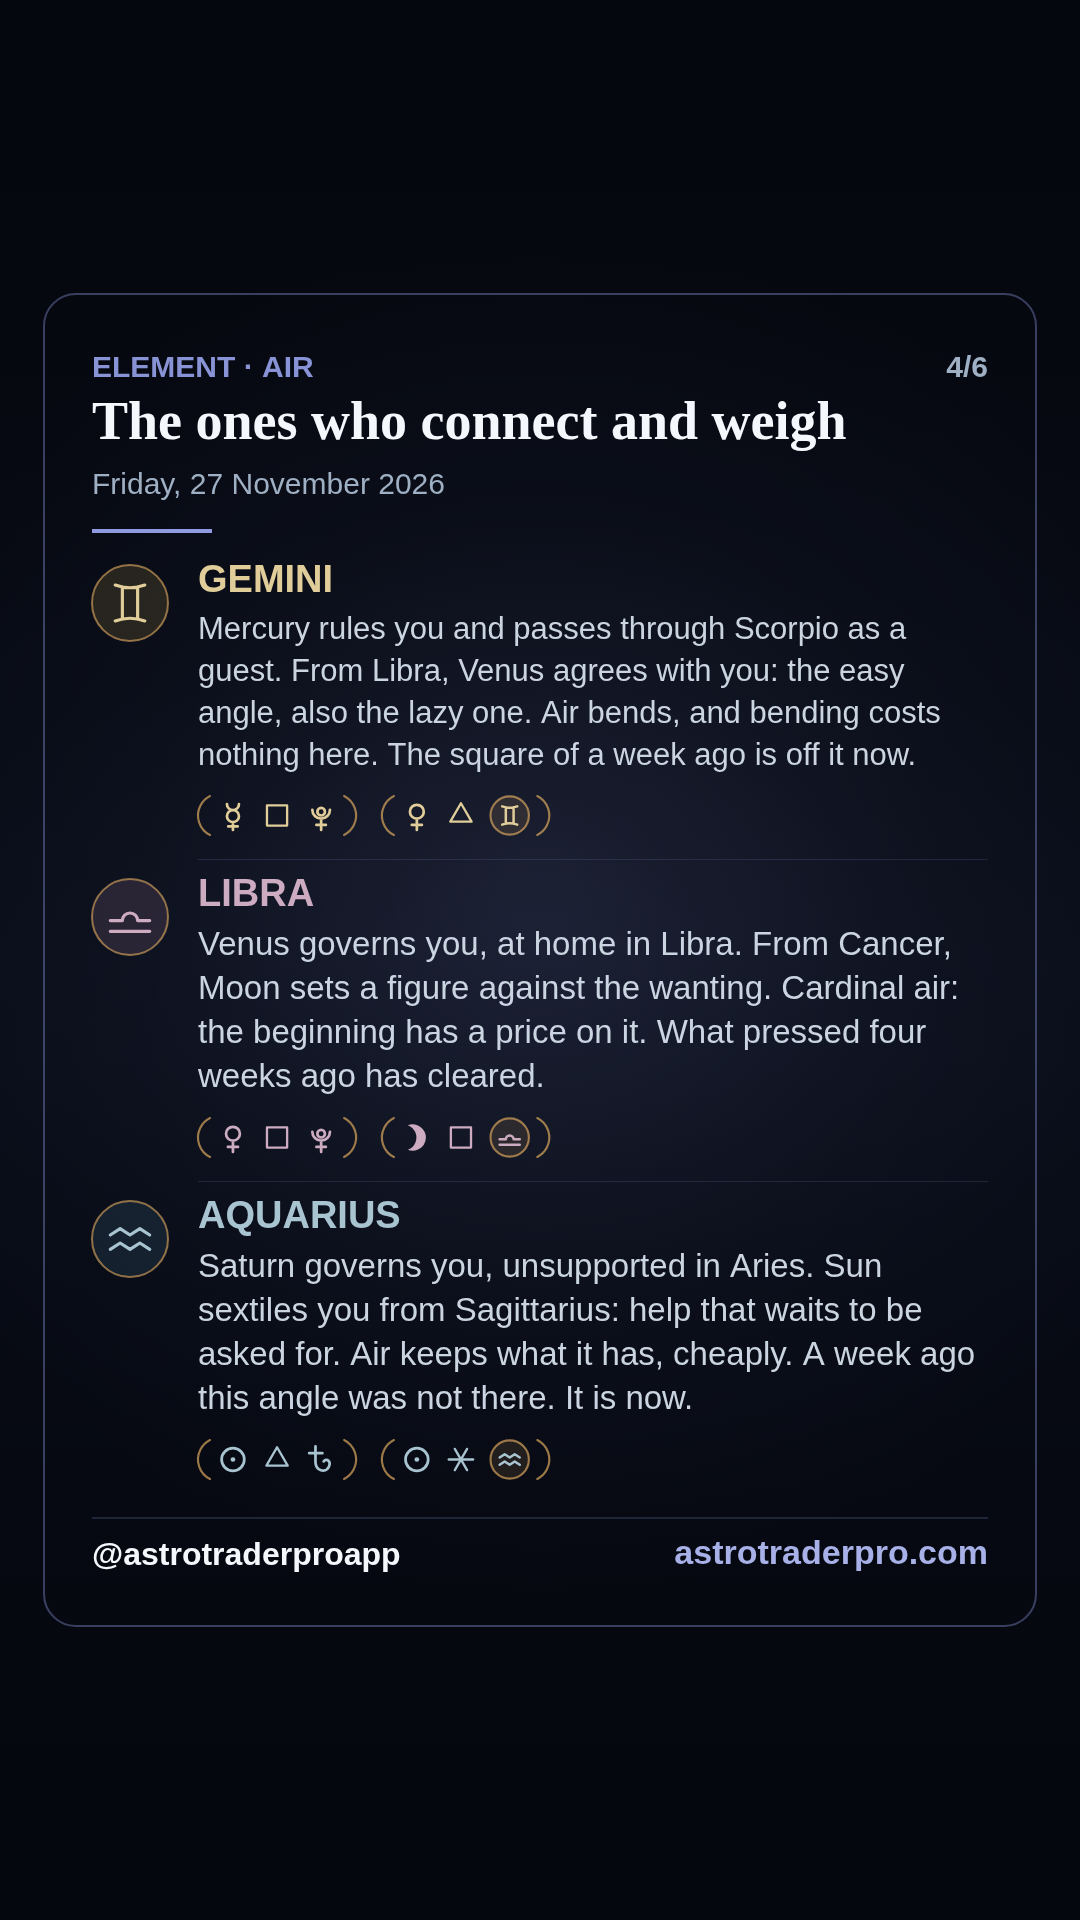 ELEMENT · AIR
4/6
The ones who connect and weigh
Friday, 27 November 2026
GEMINI
Mercury rules you and passes through Scorpio as a
guest. From Libra, Venus agrees with you: the easy
angle, also the lazy one. Air bends, and bending costs
nothing here. The square of a week ago is off it now.
LIBRA
Venus governs you, at home in Libra. From Cancer,
Moon sets a figure against the wanting. Cardinal air:
the beginning has a price on it. What pressed four
weeks ago has cleared.
AQUARIUS
Saturn governs you, unsupported in Aries. Sun
sextiles you from Sagittarius: help that waits to be
asked for. Air keeps what it has, cheaply. A week ago
this angle was not there. It is now.
@astrotraderproapp
astrotraderpro.com